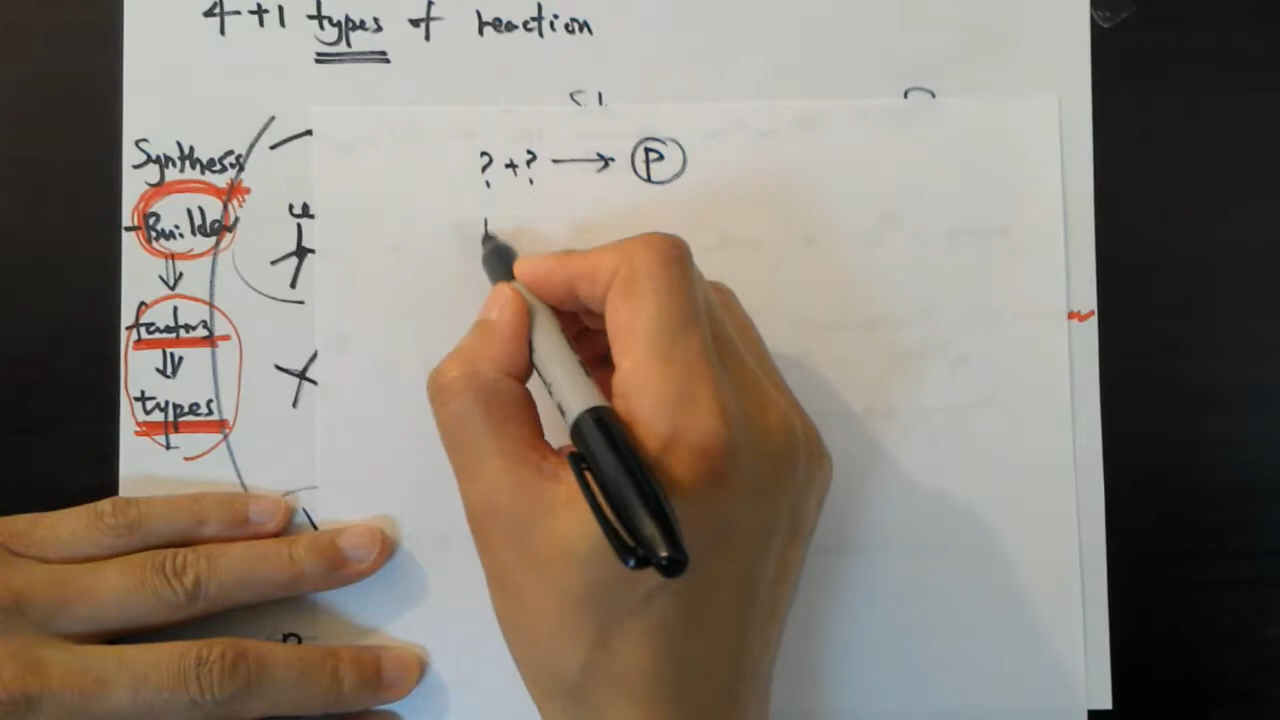 4+1 types of reaction
? + ? → P
Synthesis
-Builder
factors
types